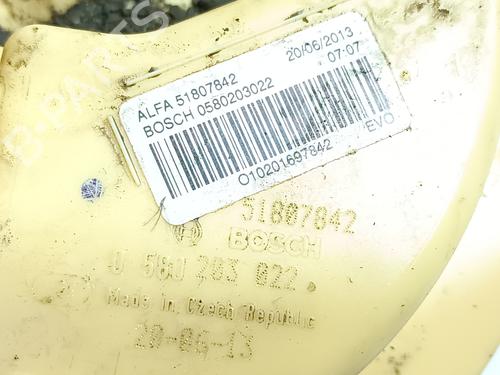 B-PARTS
ALFA 51807842
20/06/2013
BOSCH 0580203022
07:07
O10201697842
EVO
51807842
BOSCH
0 580 203 022.
Made in Czech Republic
20-06-13